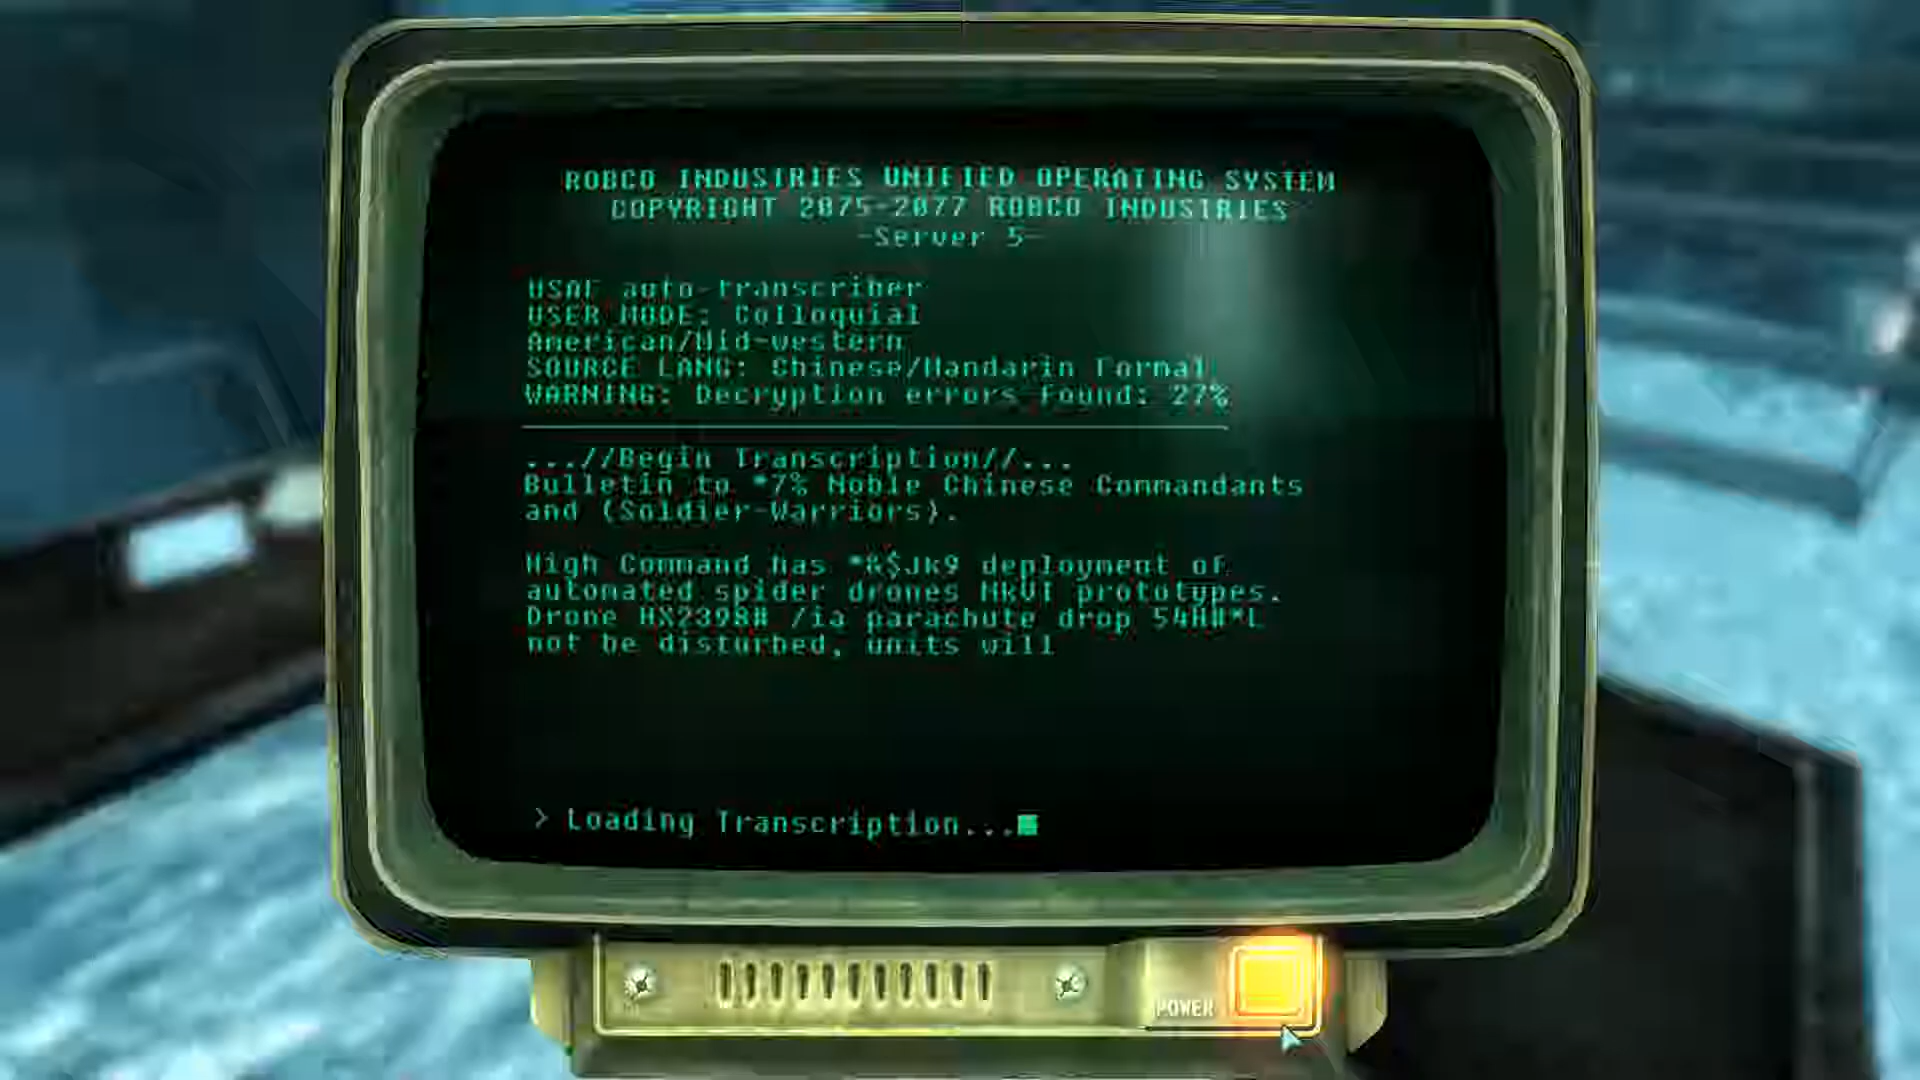 ROBCO INDUSTRIES UNIFIED OPERATING SYSTEM
COPYRIGHT 2075-2077 ROBCO INDUSTRIES
-Server 5-
USAF auto-transcriber
USER MODE: Colloquial
American/Mid-western
SOURCE LANG: Chinese/Mandarin Formal
WARNING: Decryption errors found: 27%
...//Begin Transcription//...
Bulletin to *7% Noble Chinese Commandants
and (Soldier-Warriors).
High Command has *&$Jk9 deployment of
automated spider drones MkVI prototypes.
Drone /ia parachute drop
not be disturbed, units will
> Loading Transcription...
POWER